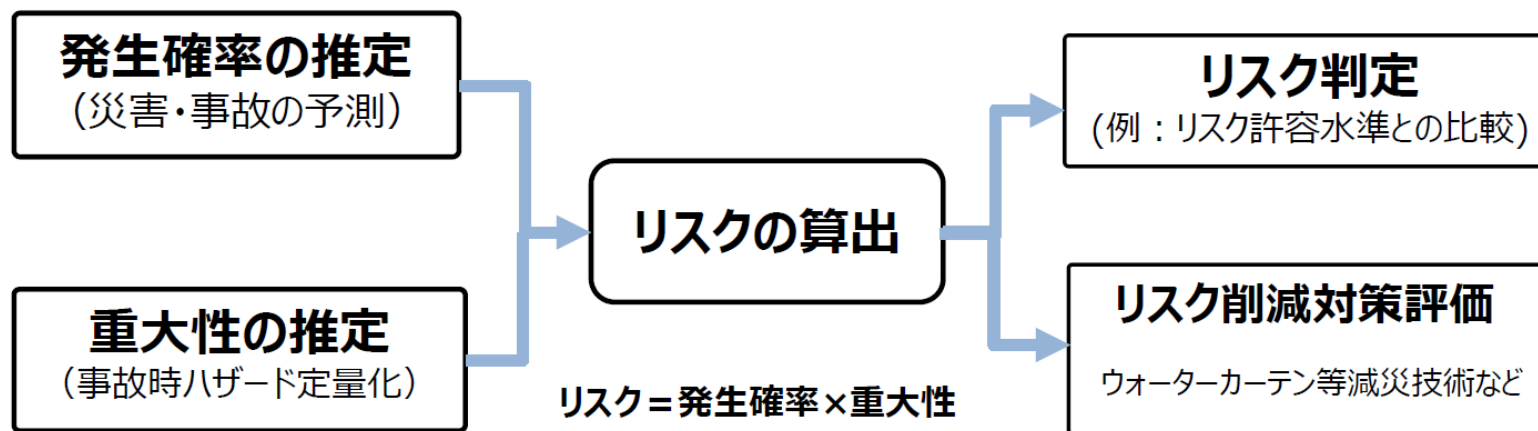 発生確率の推定
（災害・事故の予測）
重大性の推定
（事故時ハザード定量化）
リスクの算出
リスク＝発生確率×重大性
リスク判定
(例：リスク許容水準との比較)
リスク削減対策評価
ウォーターカーテン等減災技術など